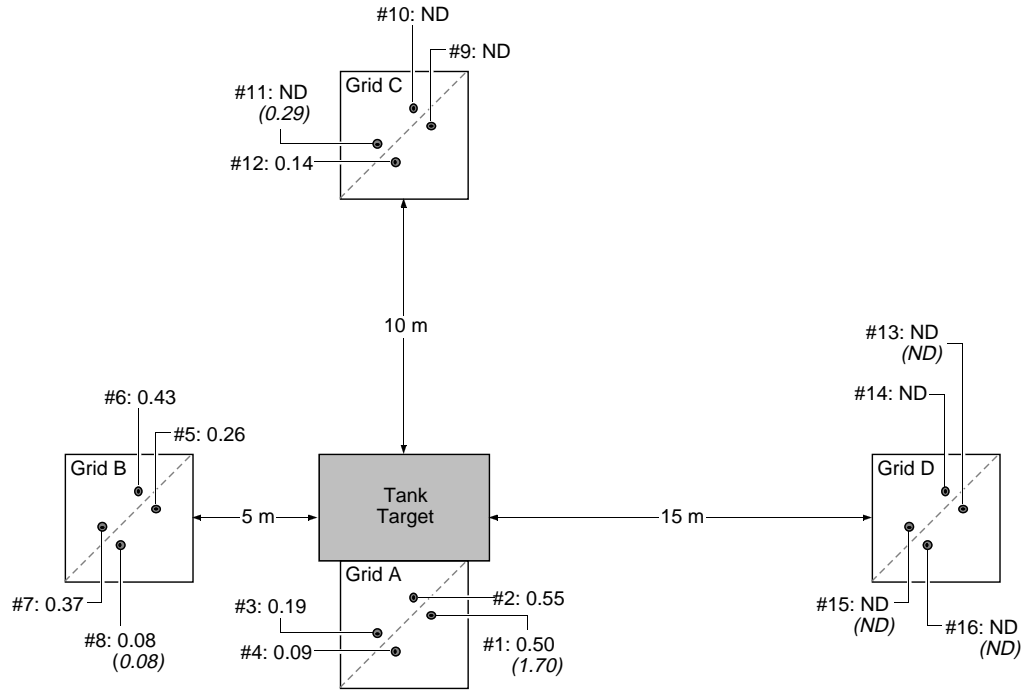 #10: ND
#9: ND
Grid C
#11: ND
(0.29)
#12: 0.14
10 m
#13: ND
(ND)
#14: ND
#6: 0.43
#5: 0.26
Grid B
5 m
Tank
Target
15 m
Grid D
#7: 0.37
#8: 0.08
(0.08)
Grid A
#3: 0.19
#4: 0.09
#2: 0.55
#1: 0.50
(1.70)
#15: ND
(ND)
#16: ND
(ND)